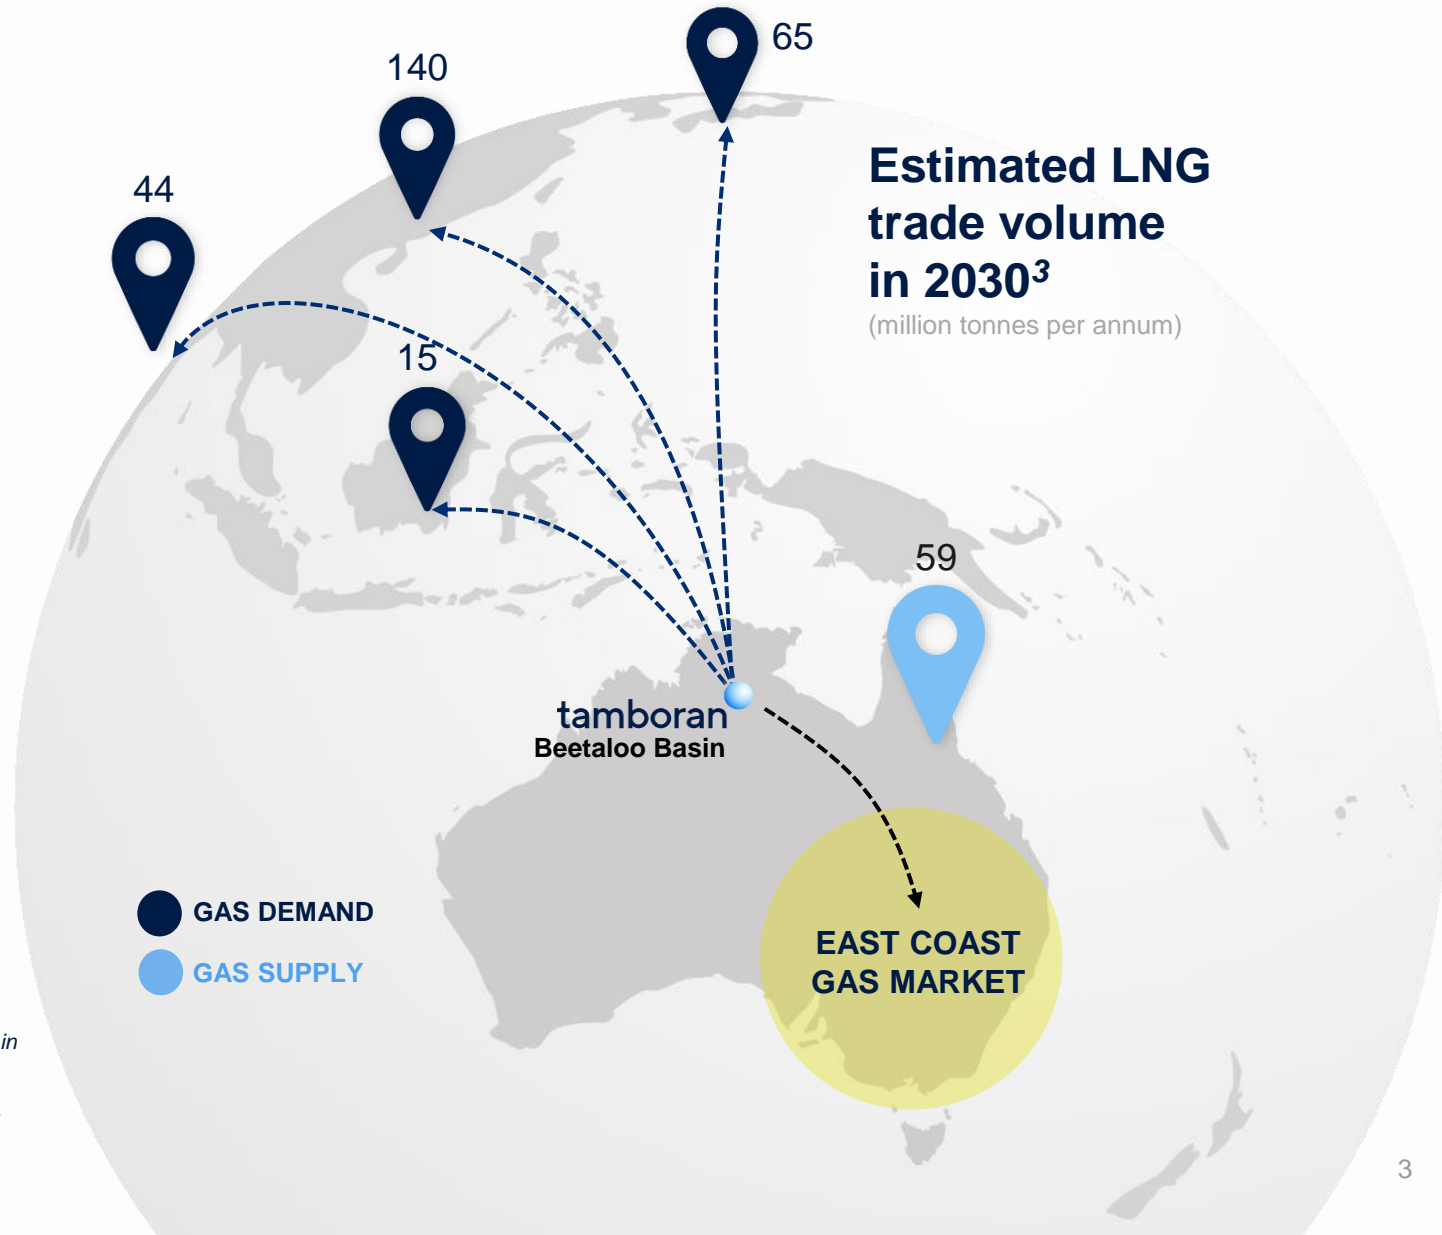 65
140
44
Estimated LNG
trade volume
in 2030³
(million tonnes per annum)
15
59
tamboran
Beetaloo Basin
GAS DEMAND
GAS SUPPLY
EAST COAST
GAS MARKET
in
3